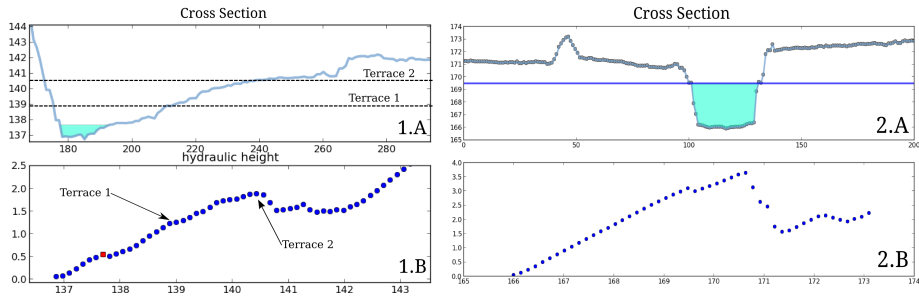 Cross Section
144
143
142
141
140
139
138
137
Terrace 2
Terrace 1
1.A
180 200 220 240 260 280
hydraulic height
2.5
2.0
1.5
1.0
0.5
0.0
Terrace 1
Terrace 2
1.B
137 138 139 140 141 142 143
Cross Section
174
173
172
171
170
169
168
167
166
165
2.A
0 50 100 150 200
4.0
3.5
3.0
2.5
2.0
1.5
1.0
0.5
0.0
2.B
165 166 167 168 169 170 171 172 173 174